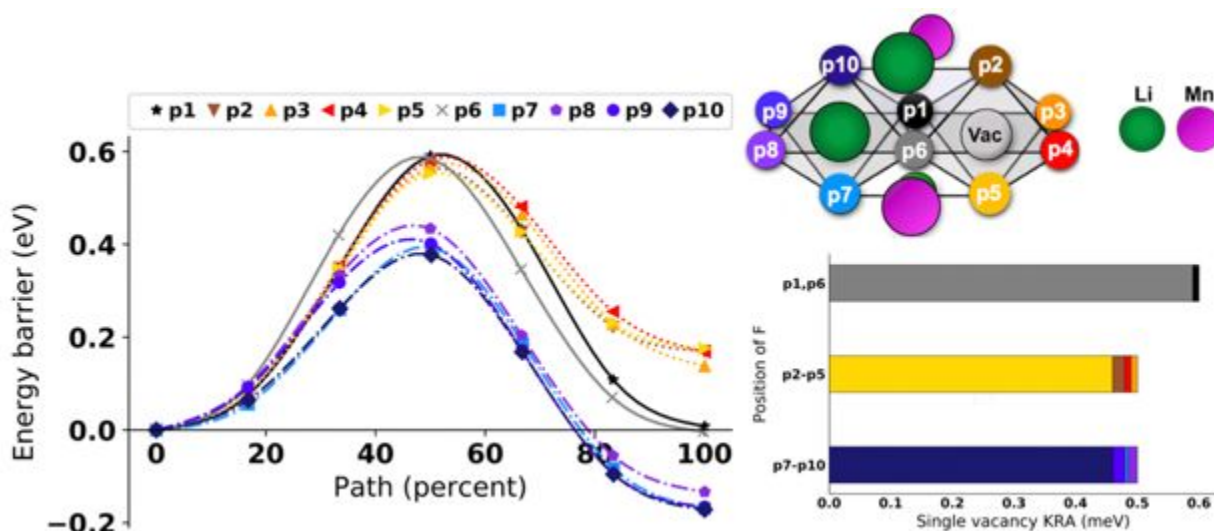 p1 p2 p3 p4 p5 p6 p7 p8 p9 p10
Energy barrier (eV)
0.6
0.4
0.2
0.0
−0.2
0 20 40 60 80 100
Path (percent)
p10 p2
p9 p1 p3
Vac
p8 p6 p4
p7 p5
Li Mn
Position of F
p1,p6
p2-p5
p7-p10
0.0 0.1 0.2 0.3 0.4 0.5 0.6
Single vacancy KRA (meV)